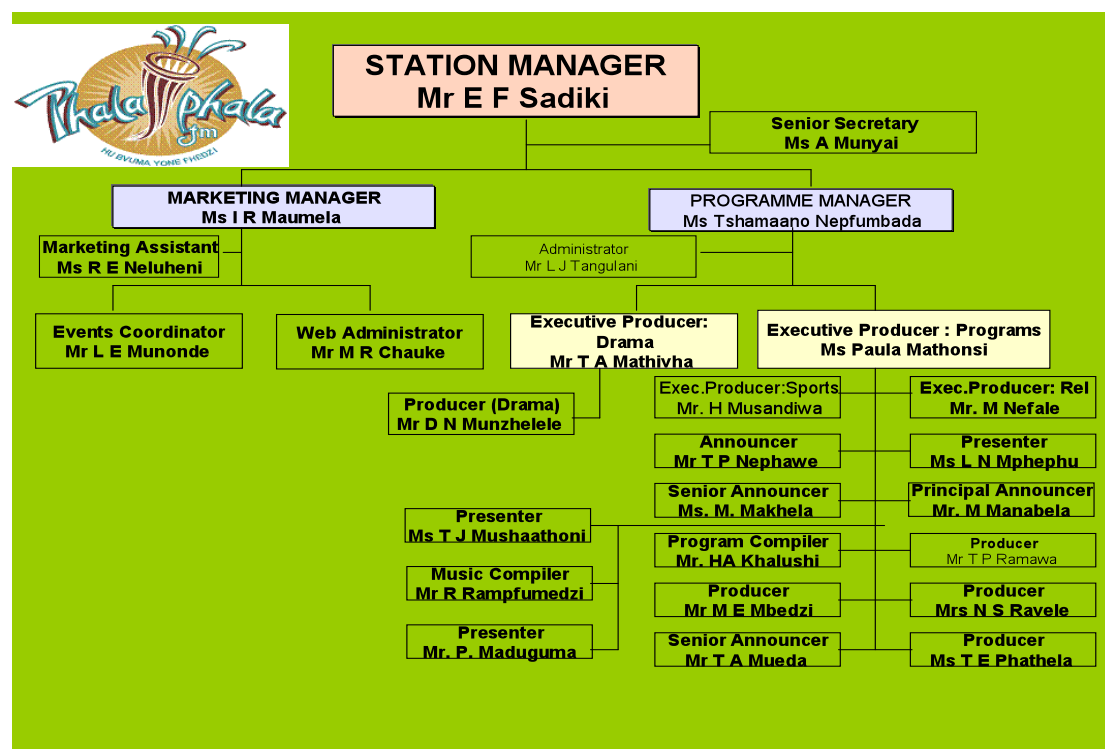 Phalaphala
fm
HU BVUMA YONE FHEDZI
STATION MANAGER
Mr E F Sadiki
Senior Secretary
Ms A Munyai
MARKETING MANAGER
Ms I R Maumela
PROGRAMME MANAGER
Ms Tshamaano Nepfumbada
Marketing Assistant
Ms R E Neluheni
Administrator
Mr L J Tangulani
Events Coordinator
Mr L E Munonde
Web Administrator
Mr M R Chauke
Executive Producer:
Drama
Mr T A Mathivha
Executive Producer : Programs
Ms Paula Mathonsi
Producer (Drama)
Mr D N Munzhelele
Exec.Producer:Sports
Mr. H Musandiwa
Exec.Producer: Rel
Mr. M Nefale
Announcer
Mr T P Nephawe
Presenter
Ms L N Mphephu
Senior Announcer
Ms. M. Makhela
Principal Announcer
Mr. M Manabela
Presenter
Ms T J Mushaathoni
Program Compiler
Mr. HA Khalushi
Producer
Mr T P Ramawa
Music Compiler
Mr R Rampfumedzi
Producer
Mr M E Mbedzi
Producer
Mrs N S Ravele
Presenter
Mr. P. Maduguma
Senior Announcer
Mr T A Mueda
Producer
Ms T E Phathela